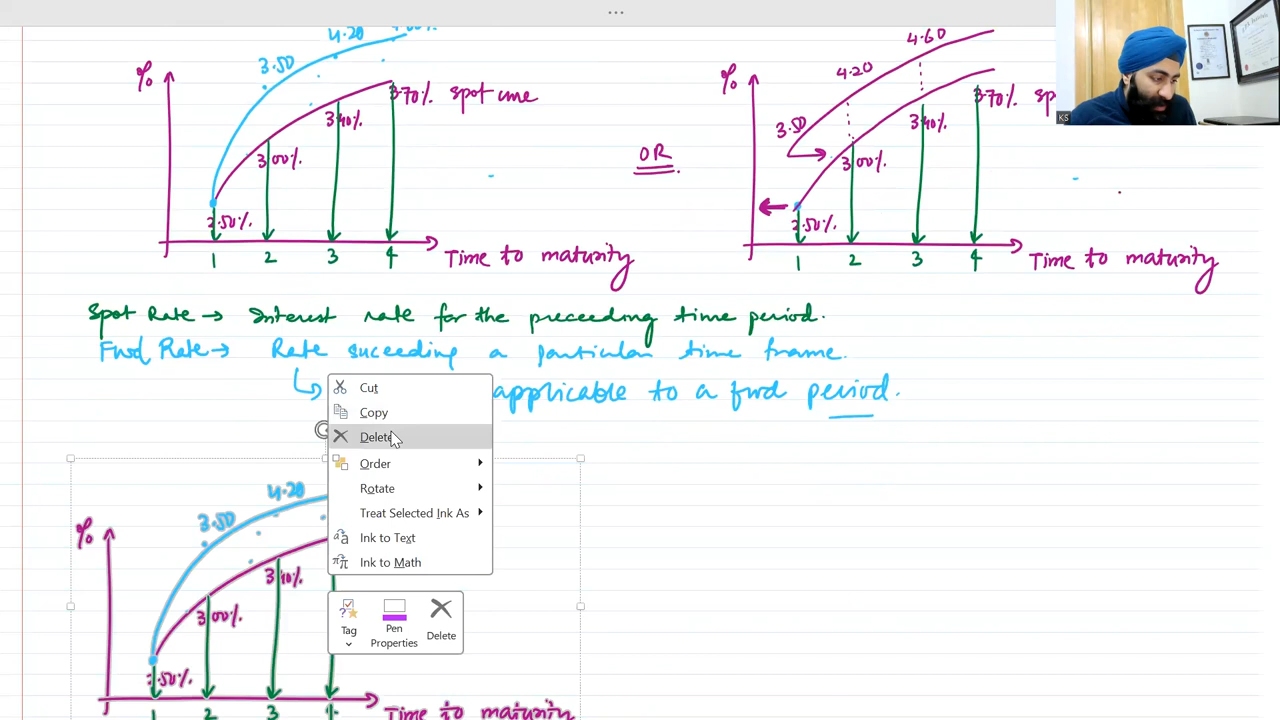 4.20
3.50
%
3.70%. Spot curve
3.40%.
3.00%.
2.50%.
1 2 3 4 Time to maturity
OR
4.60
4.20
3.50
%
3.70%.
3.40%.
3.00%.
2.50%.
1 2 3 4 Time to maturity
KS
Spot Rate → Interest rate for the preceeding time period.
Fwd Rate → Rate suceeding a particular time frame.
applicable to a fwd period.
Cut
Copy
Delete
Order
Rotate
Treat Selected Ink As
Ink to Text
Ink to Math
Tag
Pen Properties
Delete
4.20
3.50
%
3.40%.
3.00%.
.50%.
1 2 3 4 Time to maturity